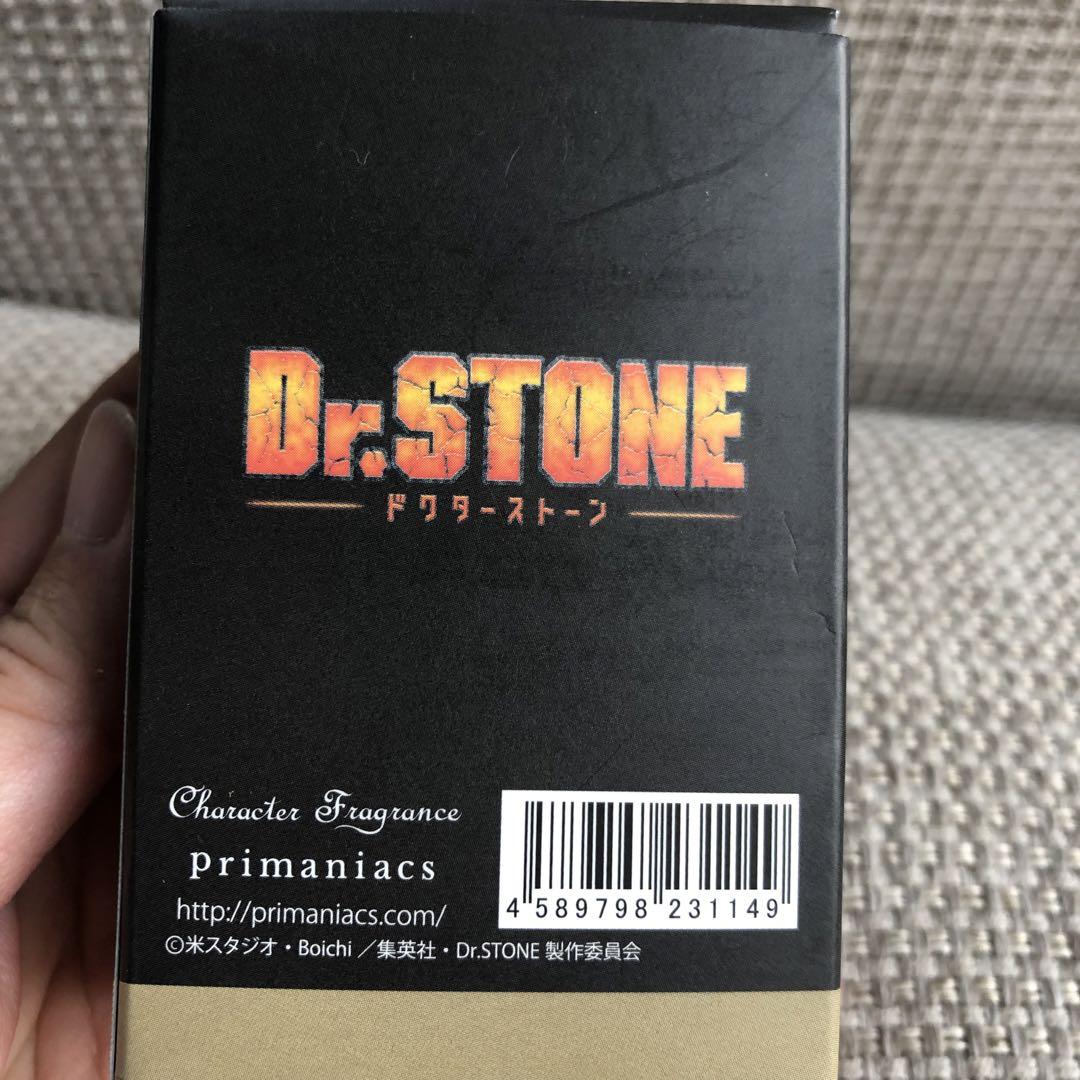 Dr.STONE
ドクターストーン
Character Fragrance
primaniacs
http://primaniacs.com/
4 589798 231149
©米スタジオ・Boichi／集英社・Dr.STONE 製作委員会